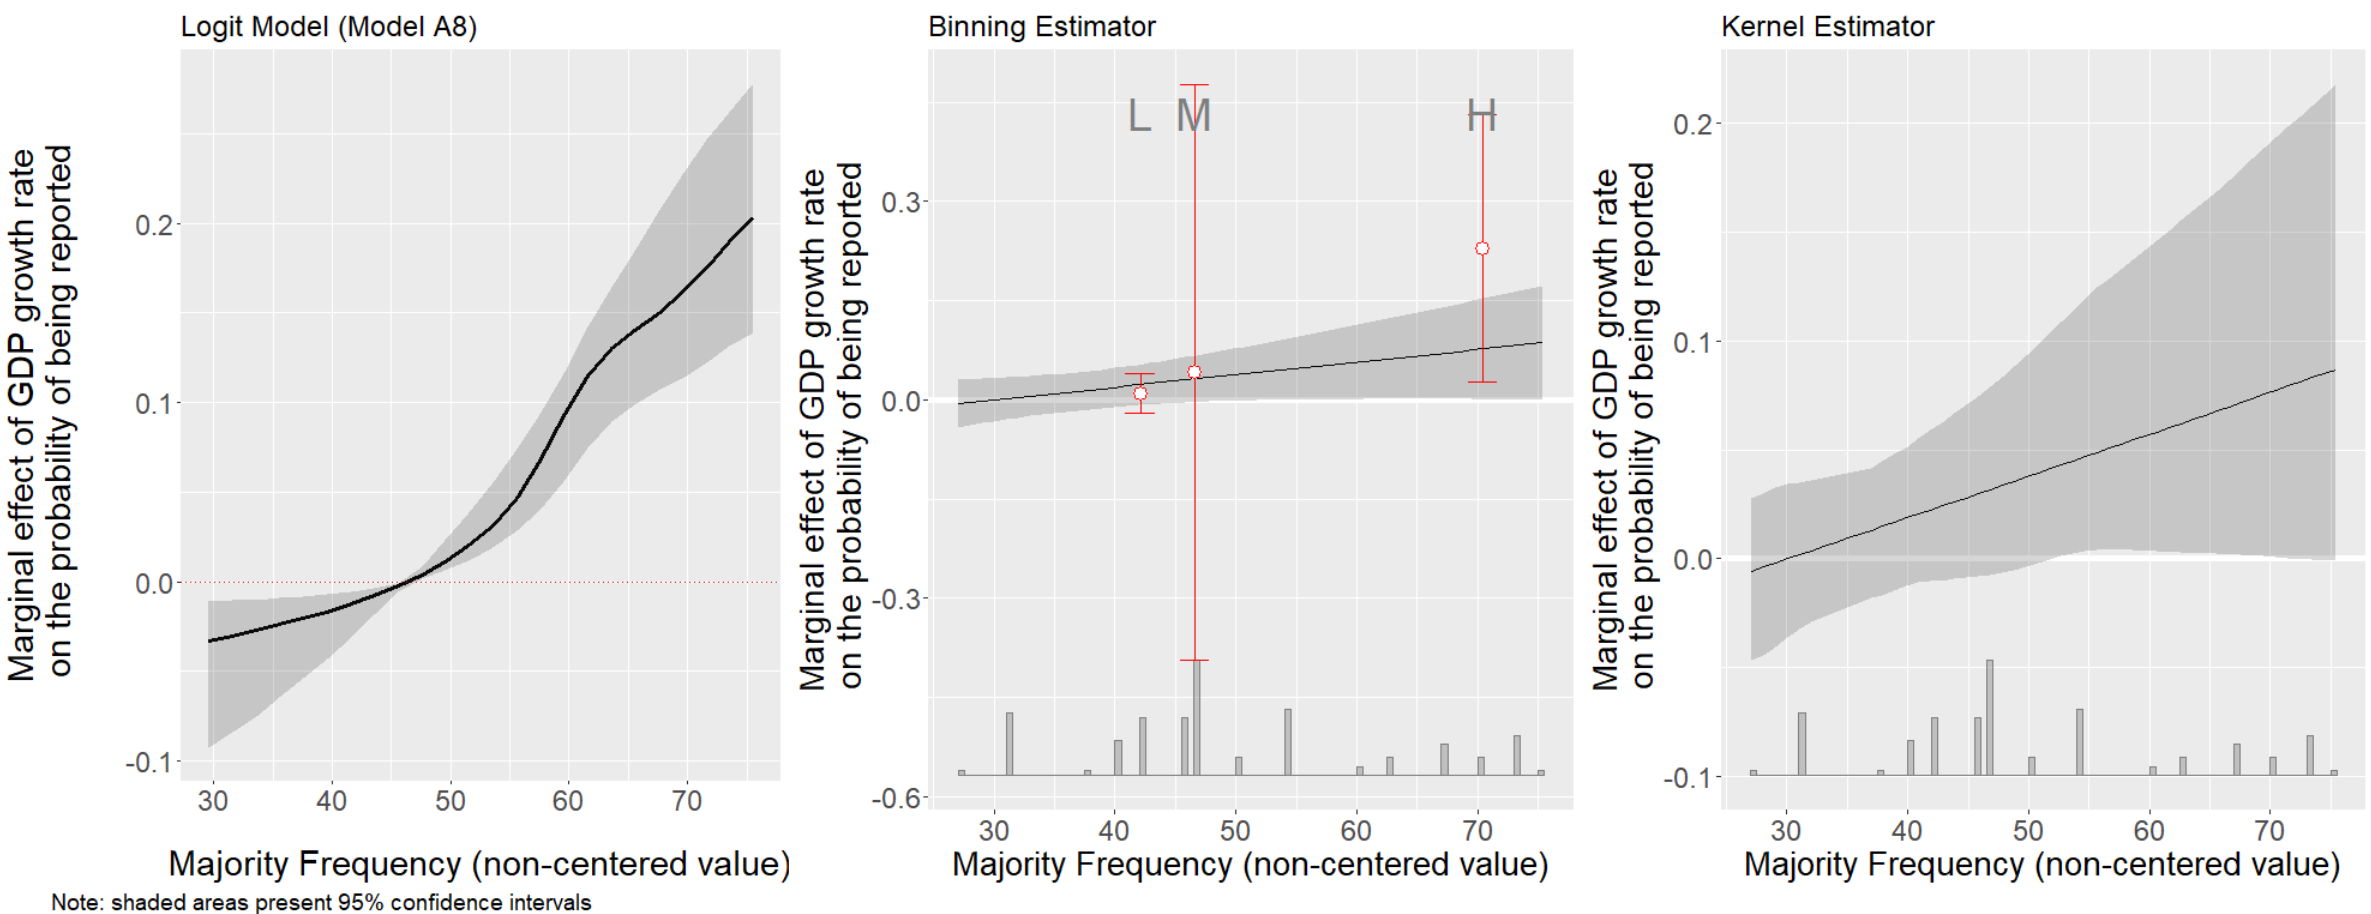 Logit Model (Model A8)
Marginal effect of GDP growth rate
on the probability of being reported
0.2
0.1
0.0
-0.1
30 40 50 60 70
Majority Frequency (non-centered value)
Note: shaded areas present 95% confidence intervals
Binning Estimator
Marginal effect of GDP growth rate
on the probability of being reported
L M H
0.3
0.0
-0.3
-0.6
30 40 50 60 70
Majority Frequency (non-centered value)
Kernel Estimator
Marginal effect of GDP growth rate
on the probability of being reported
0.2
0.1
0.0
-0.1
30 40 50 60 70
Majority Frequency (non-centered value)